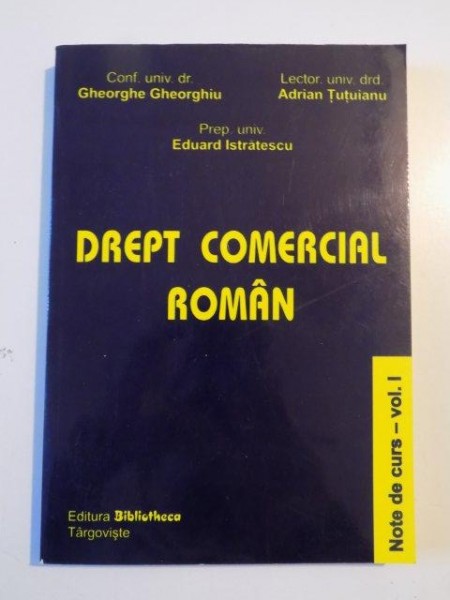 Conf. univ. dr.
Gheorghe Gheorghiu
Lector. univ. drd.
Adrian Țuțuianu
Prep. univ.
Eduard Istrătescu
DREPT COMERCIAL
ROMÂN
Note de curs – vol. I
Editura Bibliotheca
Târgoviște